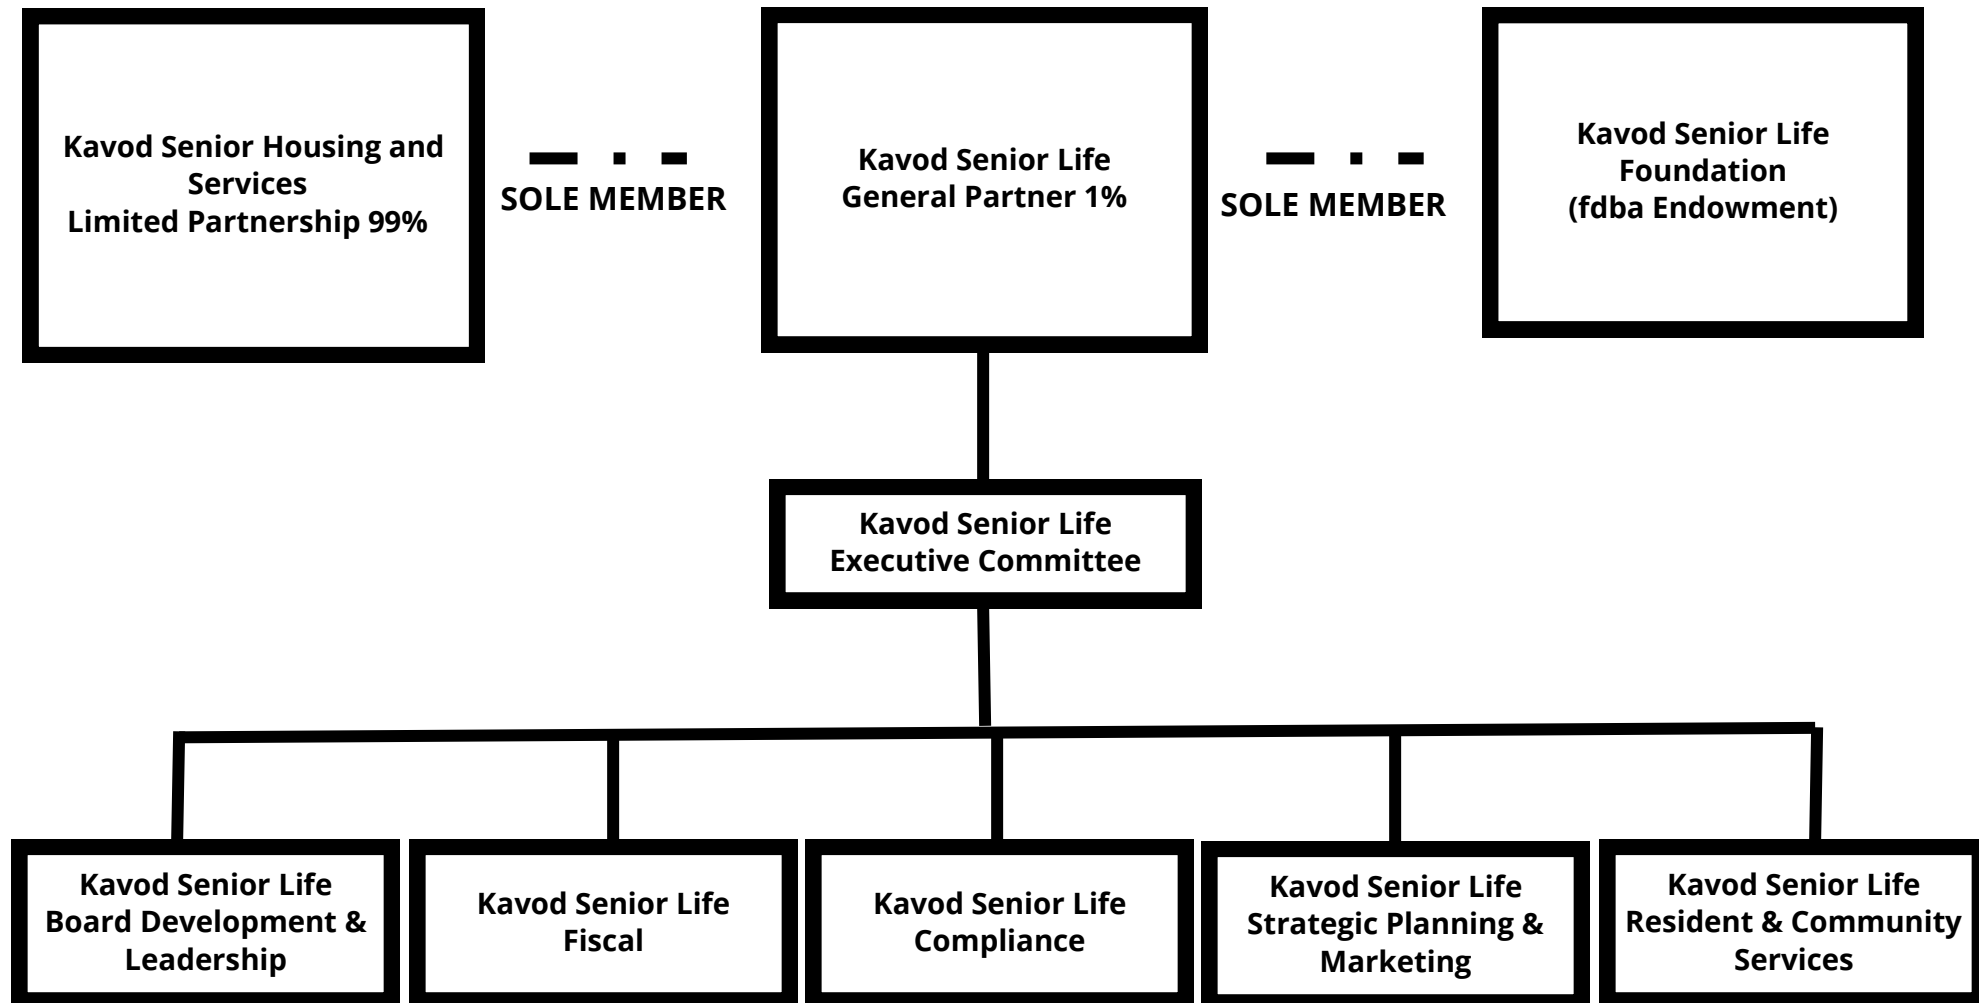 Kavod Senior Housing and
Services
Limited Partnership 99%
SOLE MEMBER
Kavod Senior Life
General Partner 1%
SOLE MEMBER
Kavod Senior Life
Foundation
(fdba Endowment)
Kavod Senior Life
Executive Committee
Kavod Senior Life
Board Development &
Leadership
Kavod Senior Life
Fiscal
Kavod Senior Life
Compliance
Kavod Senior Life
Strategic Planning &
Marketing
Kavod Senior Life
Resident & Community
Services